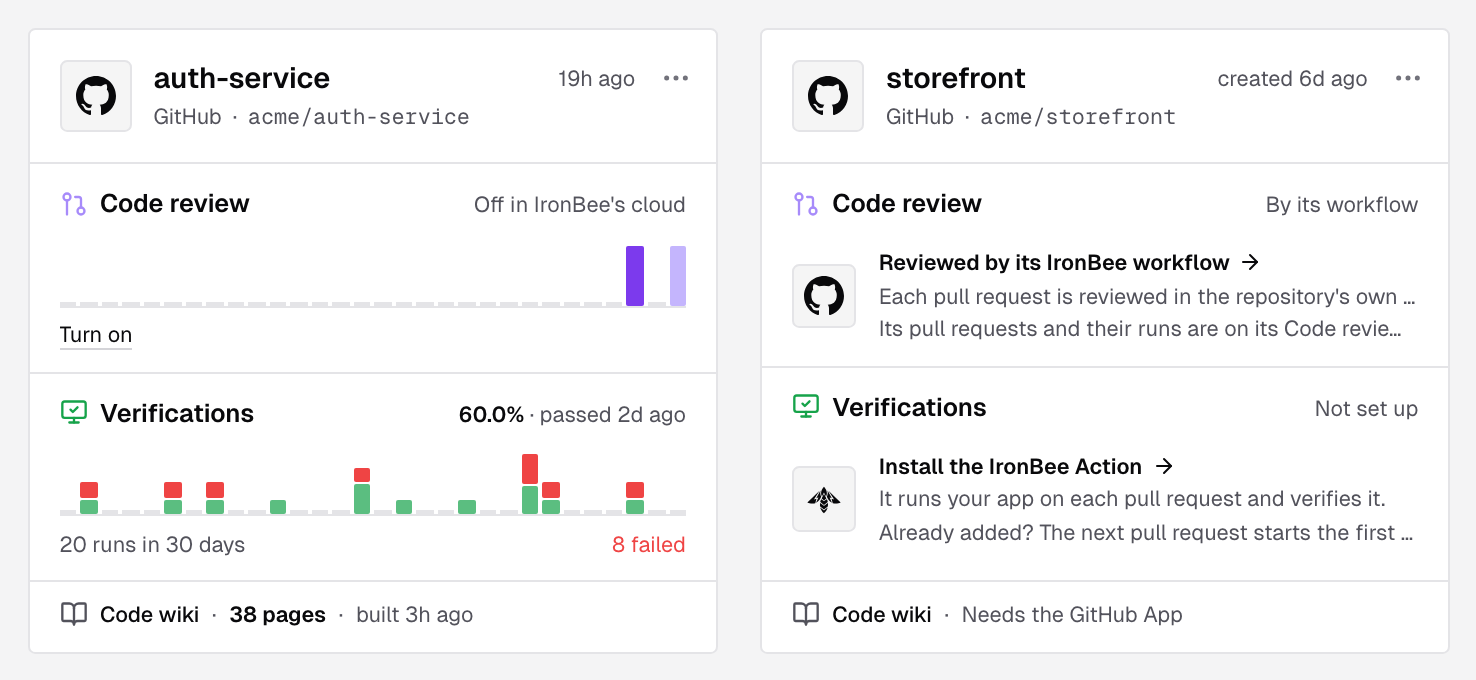 auth-service
19h ago
GitHub · acme/auth-service
Code review
Off in IronBee's cloud
Turn on
Verifications
60.0% · passed 2d ago
20 runs in 30 days
8 failed
Code wiki · 38 pages · built 3h ago
storefront
created 6d ago
GitHub · acme/storefront
Code review
By its workflow
Reviewed by its IronBee workflow →
Each pull request is reviewed in the repository's own ...
Its pull requests and their runs are on its Code revie...
Verifications
Not set up
Install the IronBee Action →
It runs your app on each pull request and verifies it.
Already added? The next pull request starts the first ...
Code wiki · Needs the GitHub App